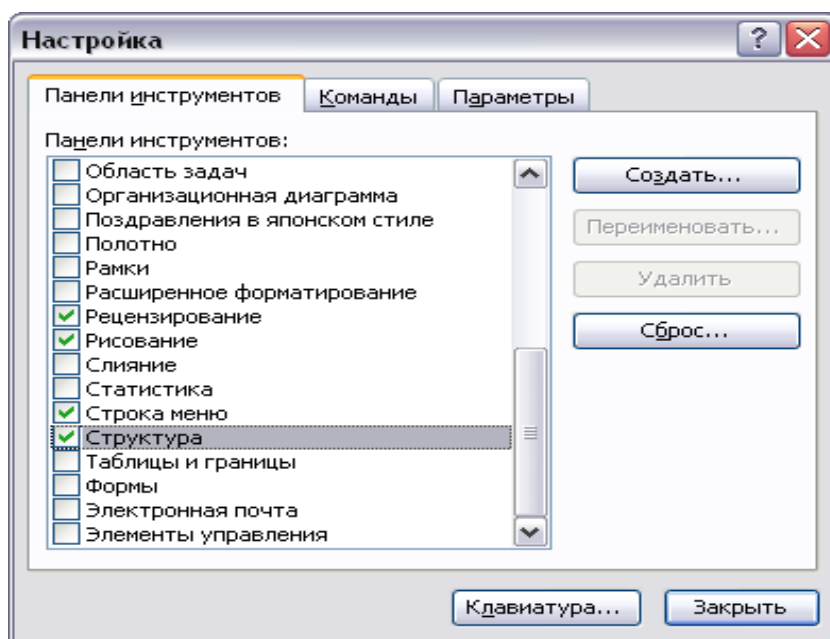 Настройка
Панели инструментов
Команды
Параметры
Панели инструментов:
Область задач
Организационная диаграмма
Поздравления в японском стиле
Полотно
Рамки
Расширенное форматирование
Рецензирование
Рисование
Слияние
Статистика
Строка меню
Структура
Таблицы и границы
Формы
Электронная почта
Элементы управления
Создать...
Переименовать...
Удалить
Сброс...
Клавиатура...
Закрыть